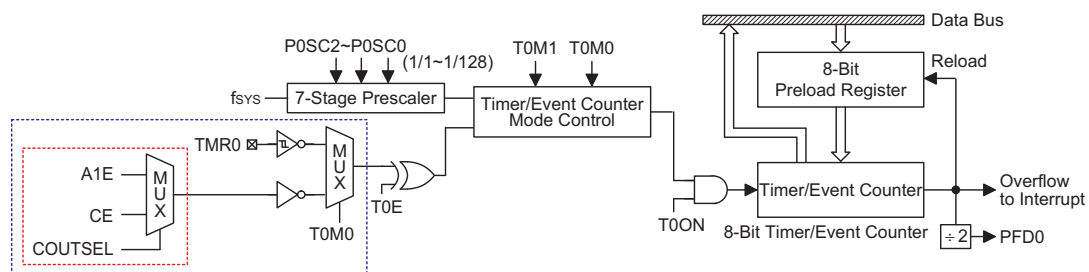 Data Bus
P0SC2~P0SC0
(1/1~1/128)
T0M1
T0M0
fSYS
7-Stage Prescaler
Timer/Event Counter
Mode Control
8-Bit
Preload Register
Reload
TMR0
MUX
A1E
MUX
CE
COUTSEL
T0E
T0M0
T0ON
Timer/Event Counter
8-Bit Timer/Event Counter
Overflow
to Interrupt
÷2
PFD0